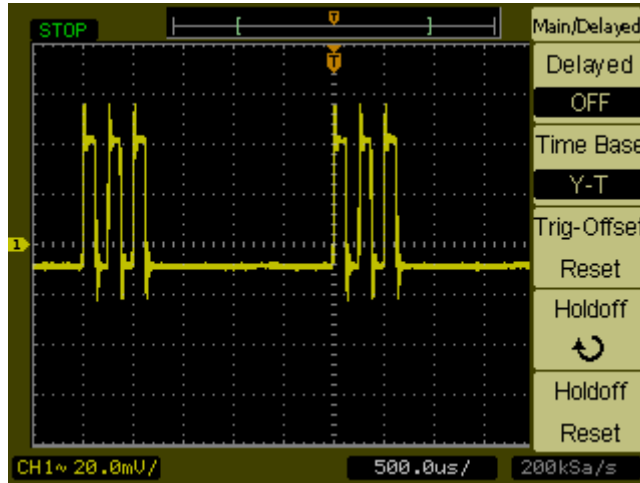 STOP
T
Main/Delayed
T
Delayed
OFF
Time Base
Y-T
Trig-Offset
Reset
1
Holdoff
Holdoff
Reset
CH1~ 20.0mV/
500.0us/
200kSa/s